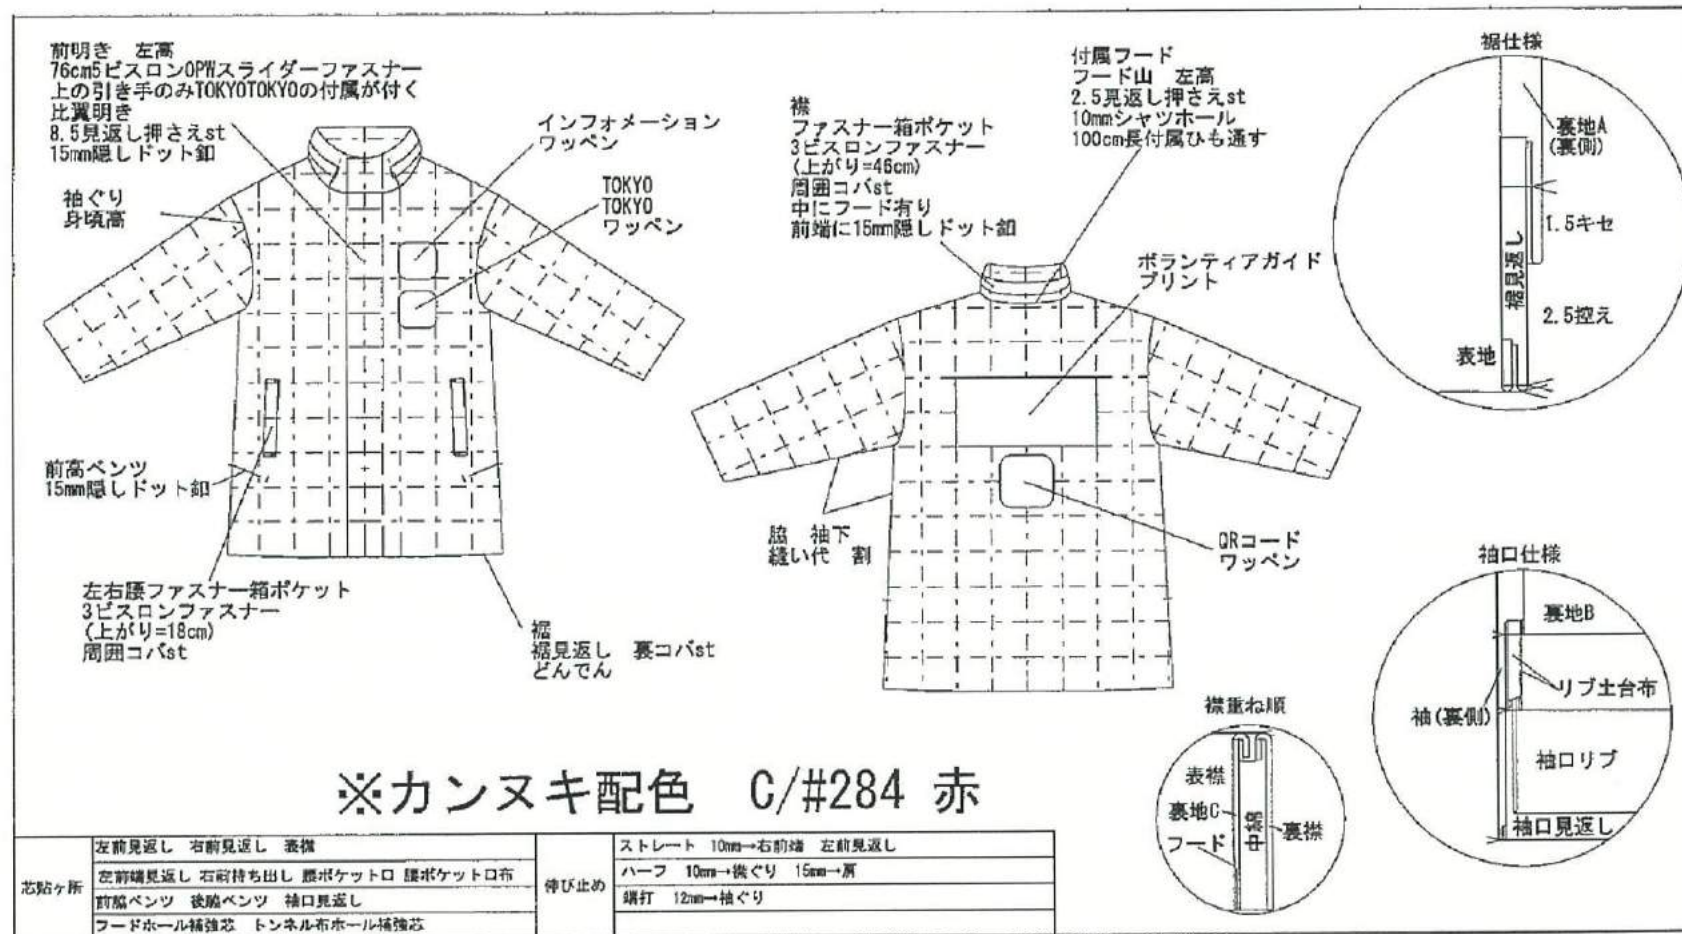 前明き 左高
76cm5ビスロンOPWスライダーファスナー
上の引き手のみTOKYOTOKYOの付属が付く
比翼明き
8.5見返し押さえst
15mm隠しドット釦
袖ぐり
身頃高
インフォメーション
ワッペン
TOKYO
TOKYO
ワッペン
前高ベンツ
15mm隠しドット釦
左右腰ファスナー箱ポケット
3ビスロンファスナー
(上がり=18cm)
周囲コバst
裾
裾見返し 裏コバst
どんでん
襟
ファスナー箱ポケット
3ビスロンファスナー
(上がり=46cm)
周囲コバst
中にフード有り
前端に15mm隠しドット釦
付属フード
フード山 左高
2.5見返し押さえst
10mmシャツホール
100cm長付属ひも通す
ボランティアガイド
プリント
脇 袖下
縫い代 割
QRコード
ワッペン
裾仕様
裏地A
(裏側)
1.5キセ
裾見返し
2.5控え
表地
袖口仕様
裏地B
リブ土台布
袖(裏側)
袖口リブ
袖口見返し
襟重ね順
表襟
裏地C
フード
中綿
裏襟
※カンヌキ配色 C/#284 赤
芯貼ヶ所
左前見返し 右前見返し 表襟
左前端見返し 右前持ち出し 腰ポケット口 腰ポケット口布
前脇ベンツ 後脇ベンツ 袖口見返し
フードホール補強芯 トンネル布ホール補強芯
伸び止め
ストレート 10mm→右前端 左前見返し
ハーフ 10mm→襟ぐり 15mm→肩
端打 12mm→袖ぐり